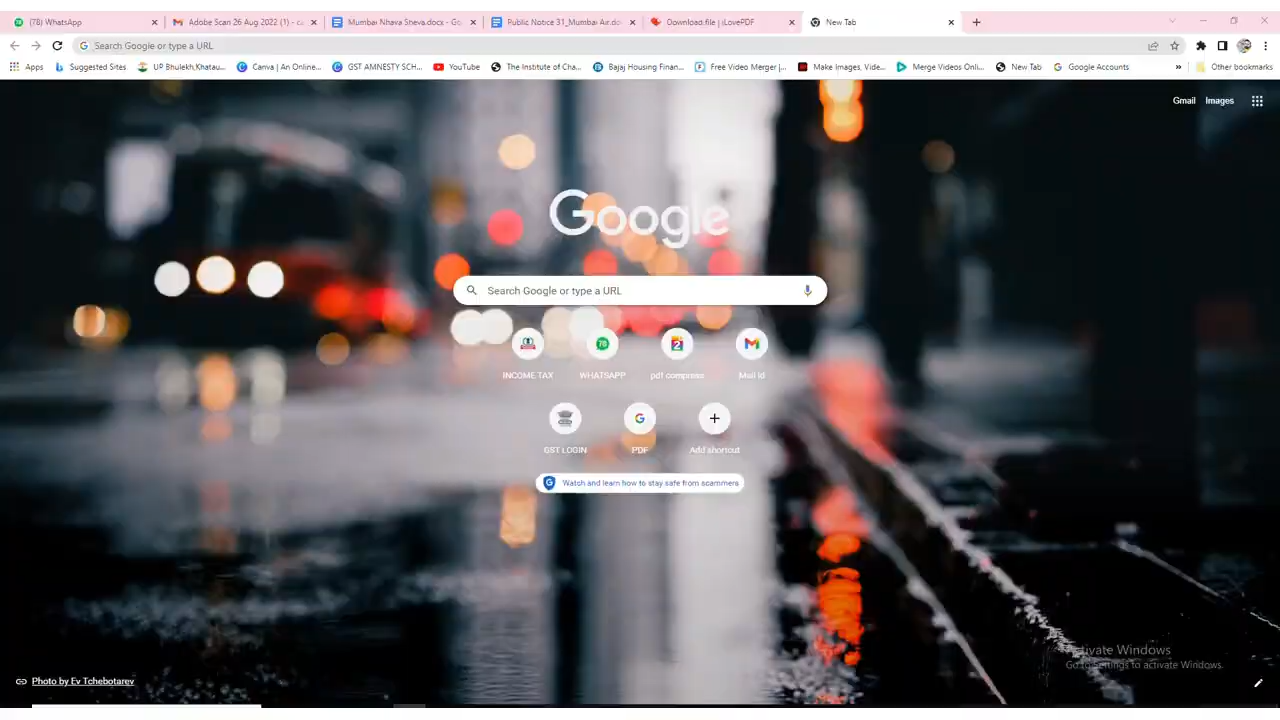 (78) WhatsApp
Adobe Scan 26 Aug 2022 (1) - ca
Mumbai Nhava Sheva.docx - Go
Public Notice 31_Mumbai Air.do
Download file | iLovePDF
New Tab
Search Google or type a URL
Apps
Suggested Sites
UP Bhulekh,Khatau...
Canva | An Online...
GST AMNESTY SCH...
YouTube
The Institute of Cha...
Bajaj Housing Finan...
Free Video Merger |...
Make Images, Vide...
Merge Videos Onli...
New Tab
Google Accounts
»
Other bookmarks
Gmail
Images
Google
Search Google or type a URL
INCOME TAX
WHATSAPP
pdf compress
Mail id
GST LOGIN
PDF
Add shortcut
Watch and learn how to stay safe from scammers
Activate Windows
Go to Settings to activate Windows.
Photo by Ev Tchebotarev